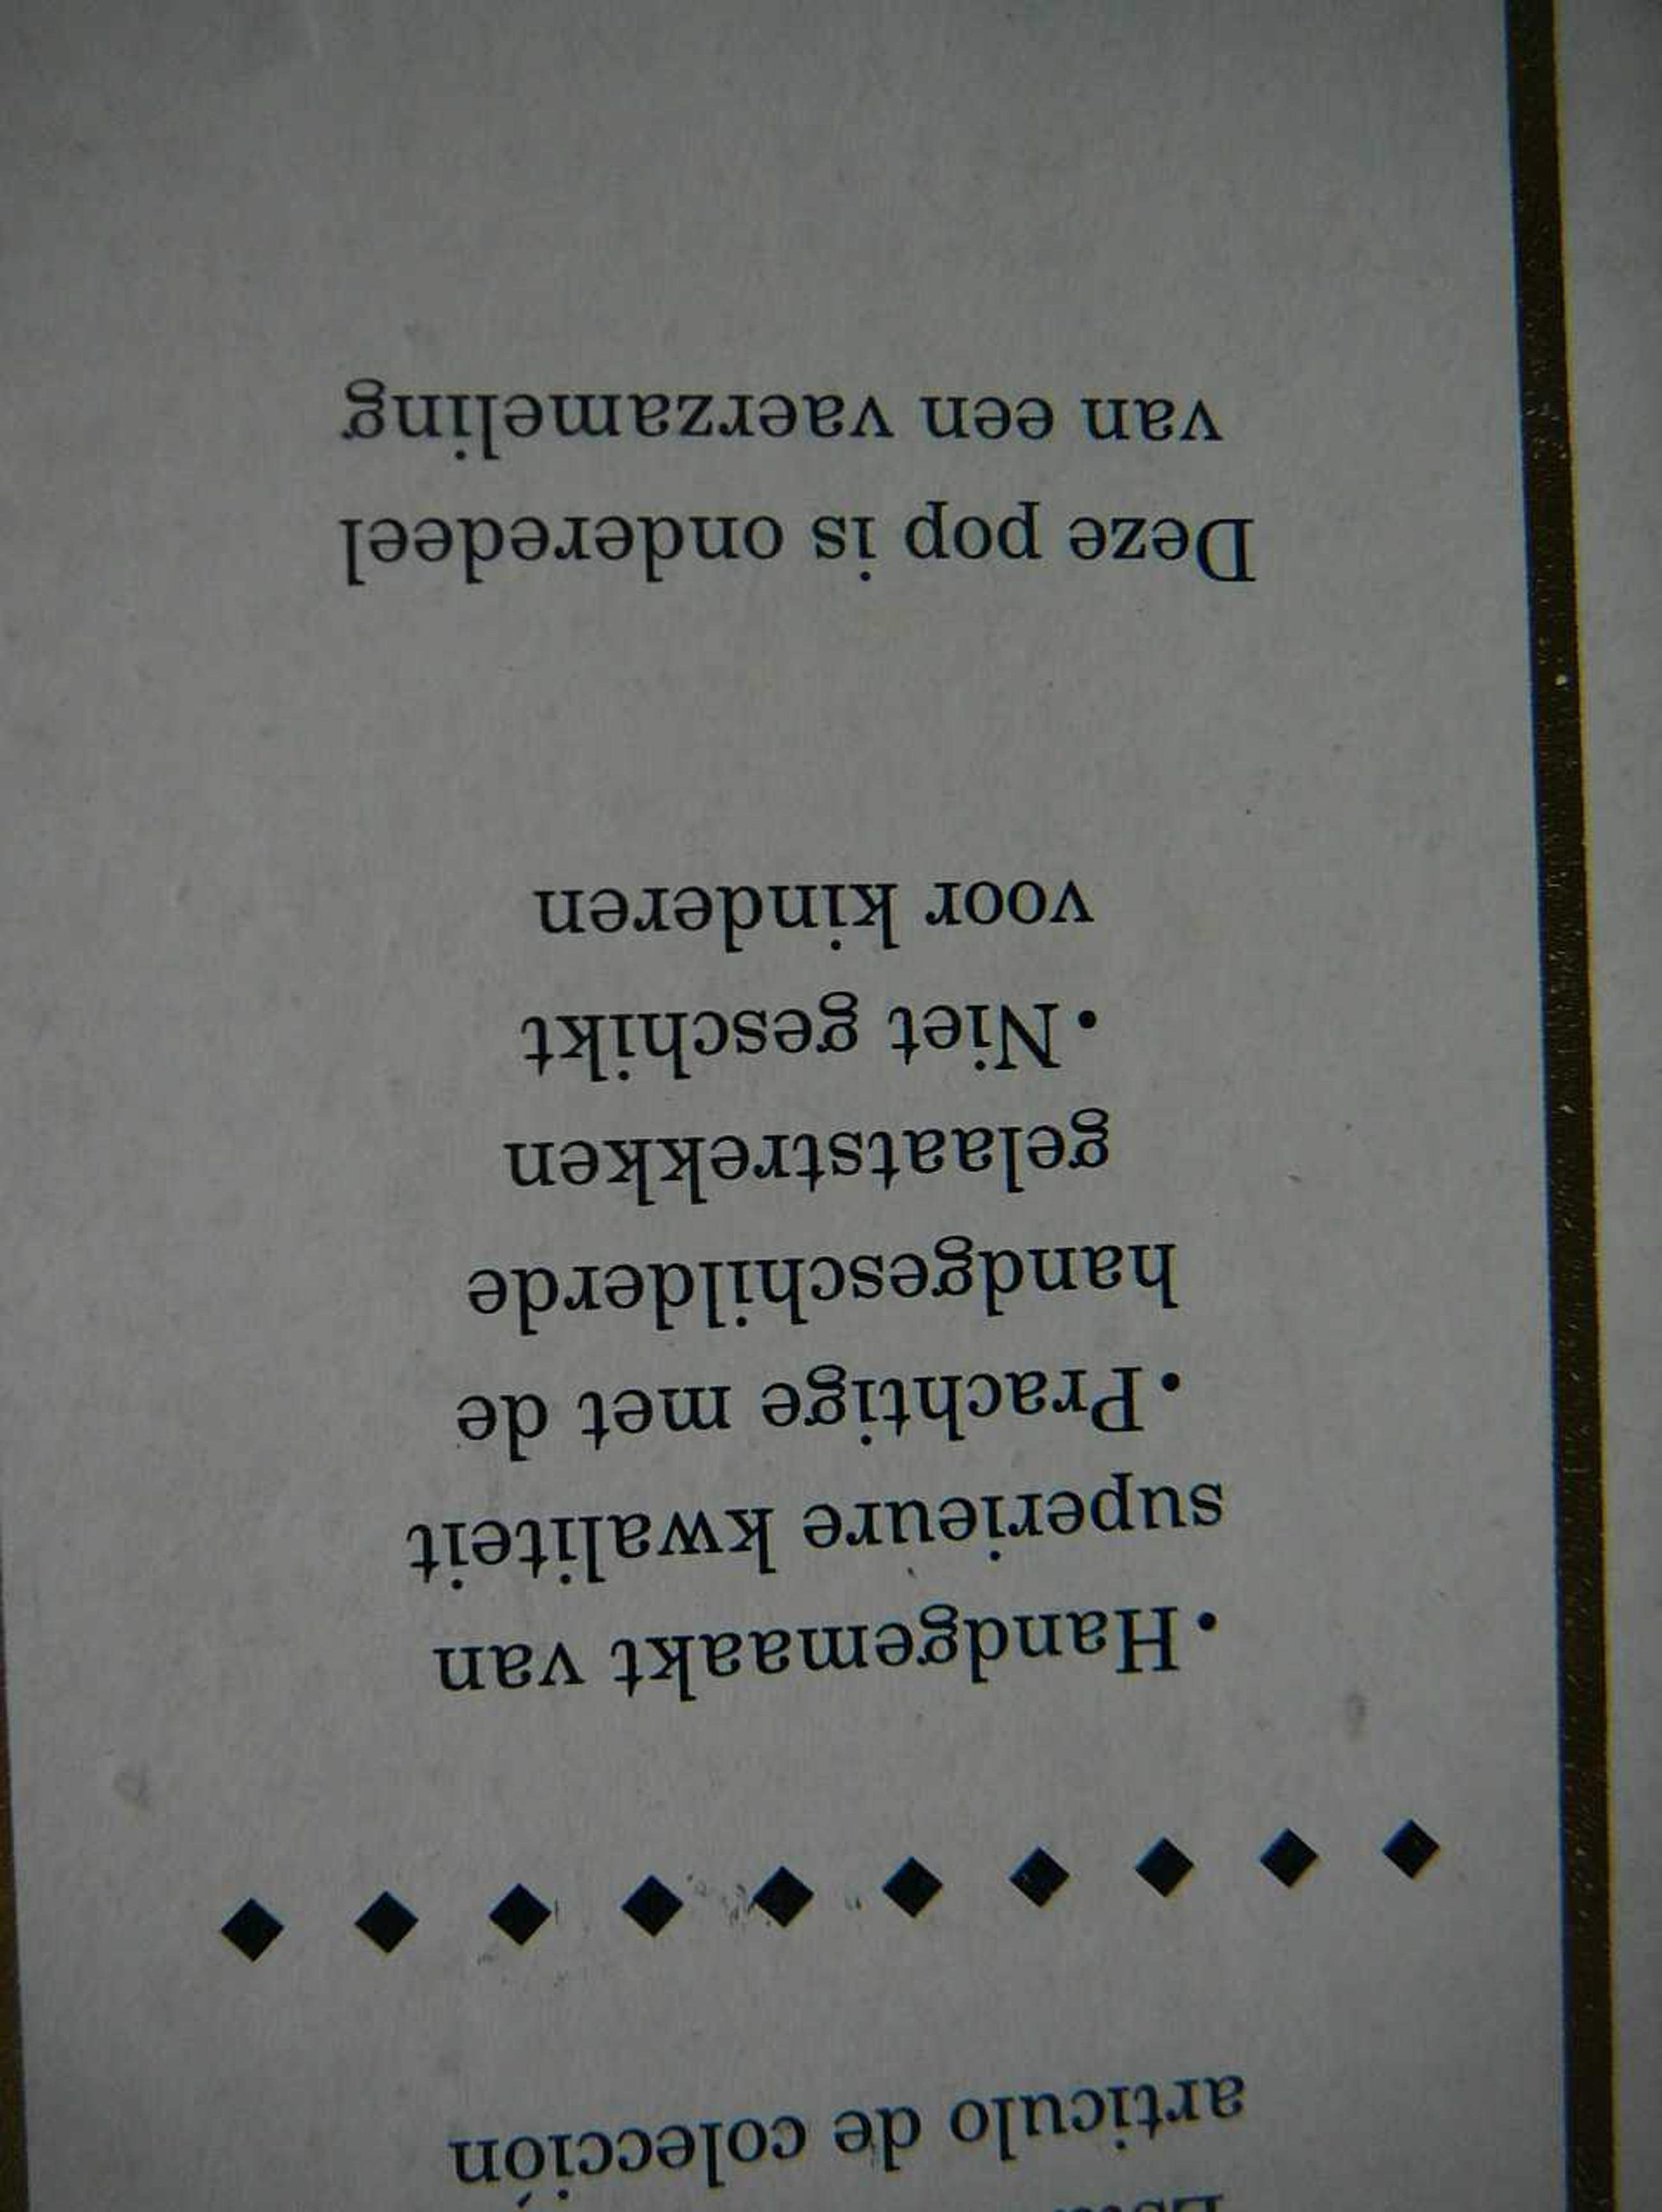 articulo de colección
◆ ◆ ◆ ◆ ◆ ◆ ◆ ◆ ◆ ◆
• Handgemaakt van
superieure kwaliteit
• Prachtige met de
handgeschilderde
gelaatstrekken
• Niet geschikt
voor kinderen
Deze pop is onderedeel
van een vaerzameling